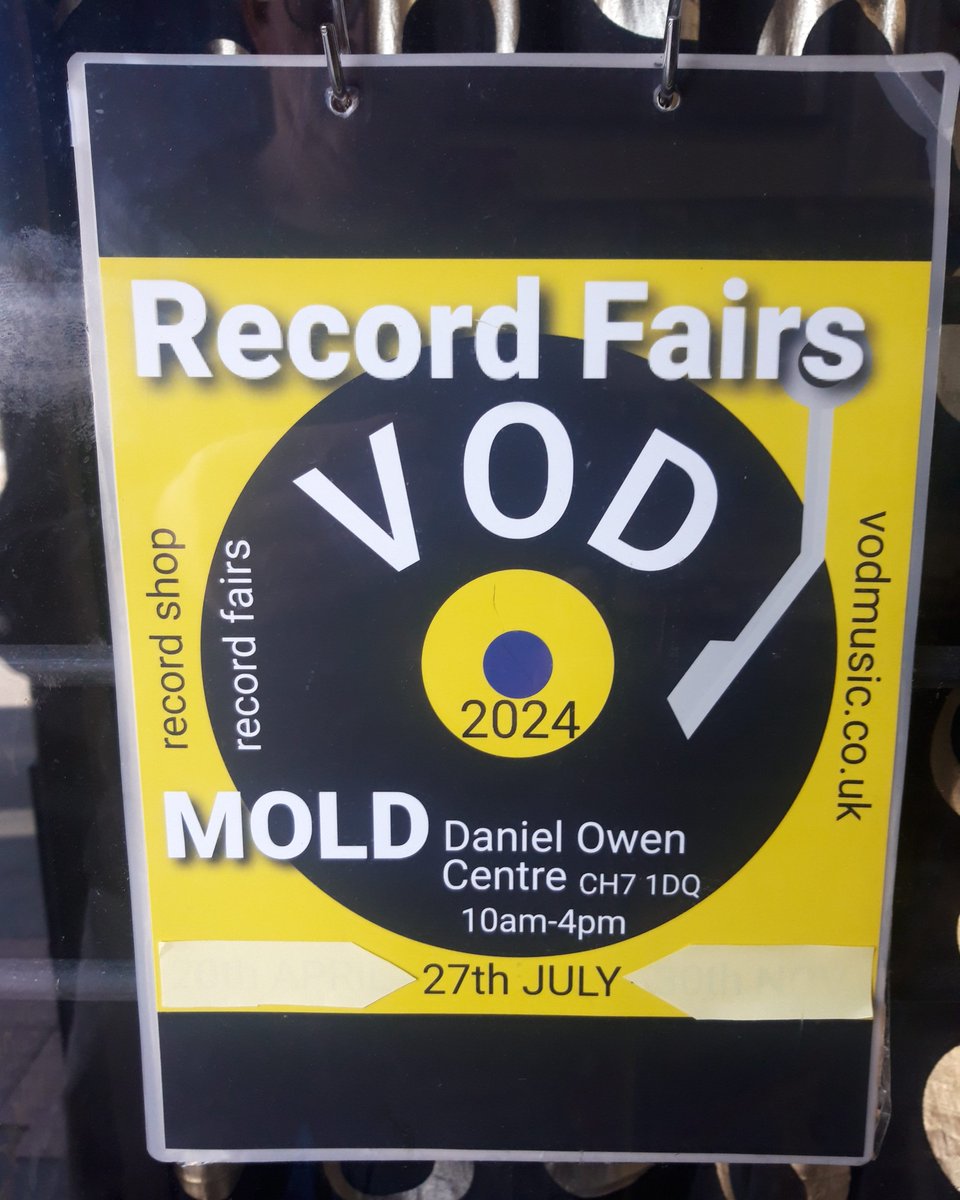 Record Fairs
VOD
record shop
record fairs
vodmusic.co.uk
2024
MOLD
Daniel Owen
Centre CH7 1DQ
10am-4pm
27th JULY